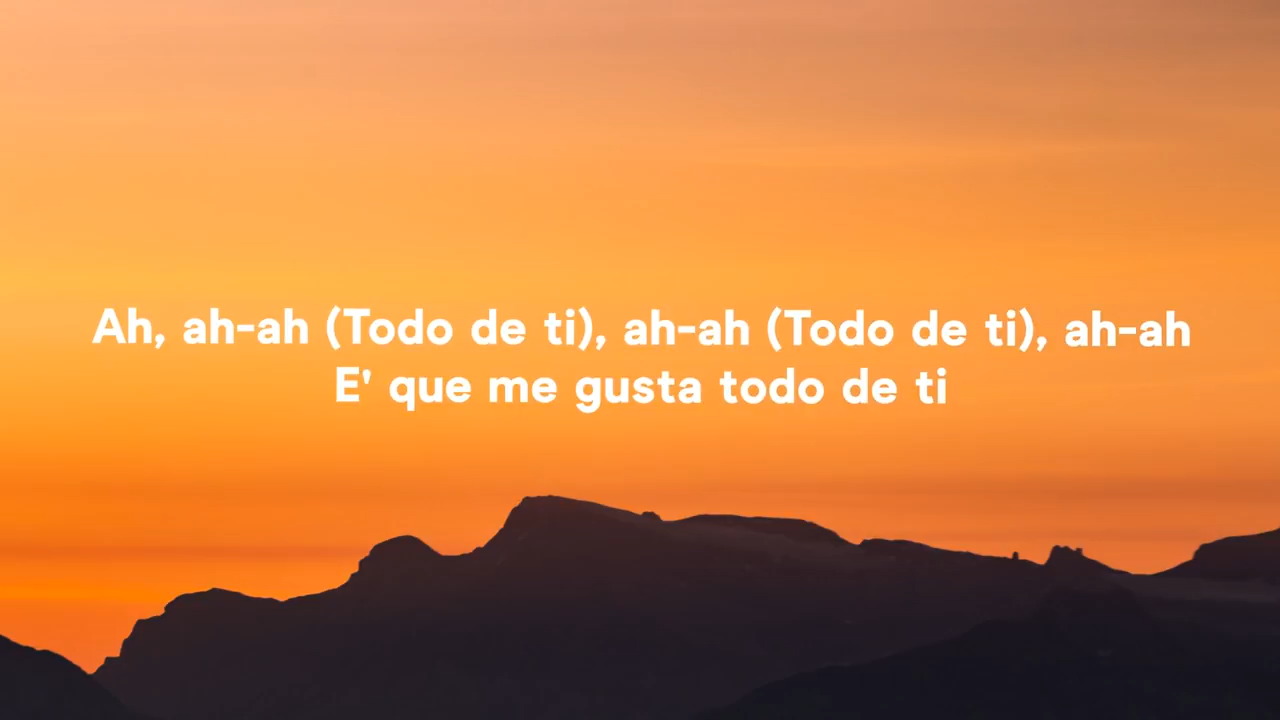 Ah, ah-ah (Todo de ti), ah-ah (Todo de ti), ah-ah
E' que me gusta todo de ti